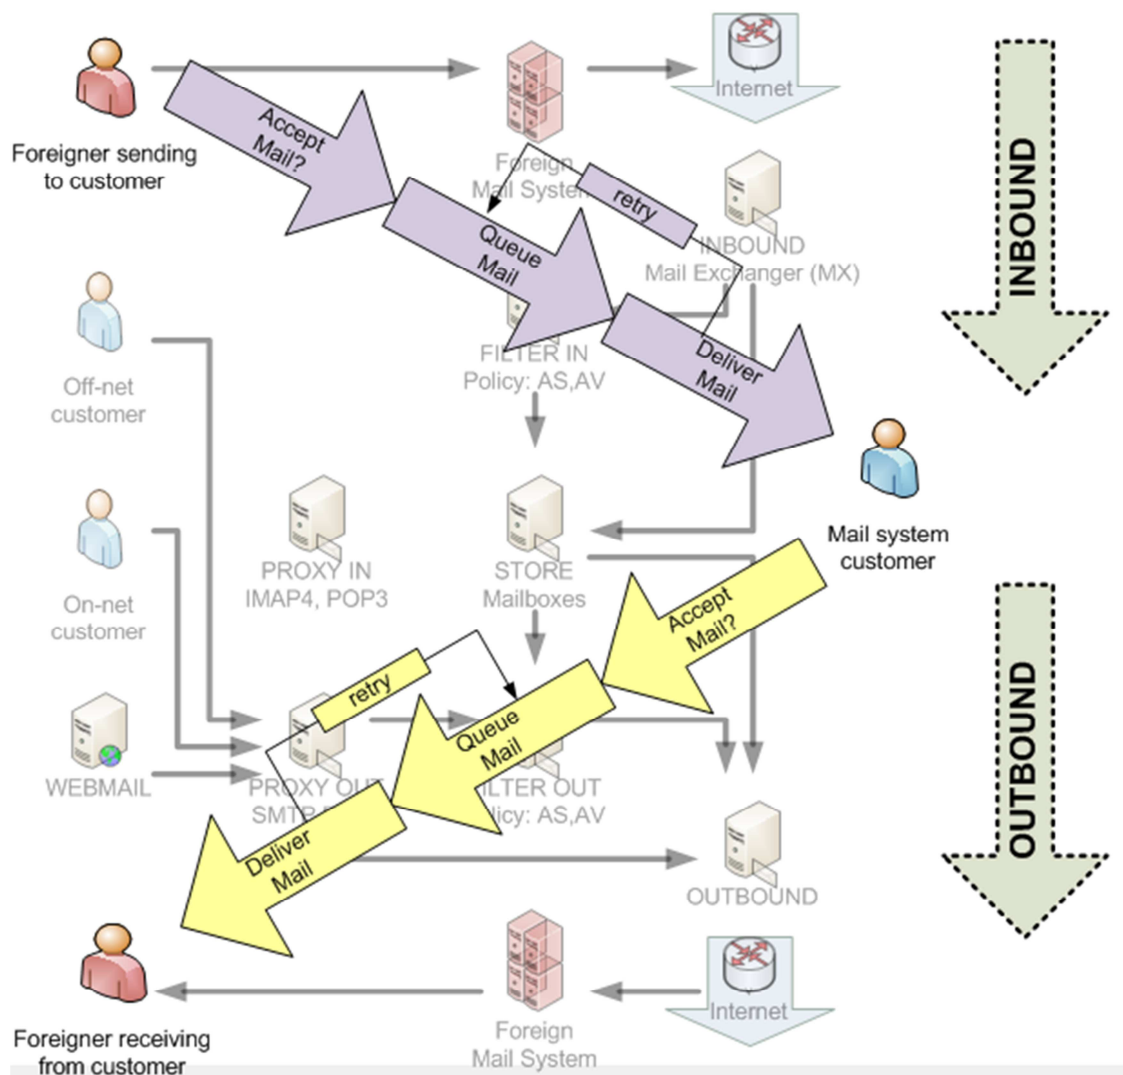 Internet
Foreigner sending
to customer
Accept
Mail?
Foreign
Mail System
retry
Queue
Mail
INBOUND
Mail Exchanger (MX)
INBOUND
FILTER IN
Policy: AS,AV
Deliver
Mail
Off-net
customer
Mail system
customer
PROXY IN
IMAP4, POP3
STORE
Mailboxes
On-net
customer
Accept
Mail?
retry
Queue
Mail
WEBMAIL
PROXY OUT
SMTP
FILTER OUT
Policy: AS,AV
OUTBOUND
Deliver
Mail
OUTBOUND
Internet
Foreign
Mail System
Foreigner receiving
from customer